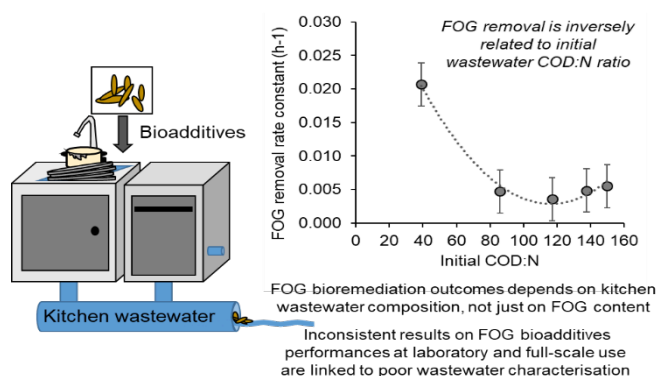 Bioadditives
Kitchen wastewater
FOG removal is inversely
related to initial
wastewater COD:N ratio
FOG removal rate constant (h-1)
0.030
0.025
0.020
0.015
0.010
0.005
0.000
0 20 40 60 80 100 120 140 160
Initial COD:N
FOG bioremediation outcomes depends on kitchen
wastewater composition, not just on FOG content
Inconsistent results on FOG bioadditives
performances at laboratory and full-scale use
are linked to poor wastewater characterisation